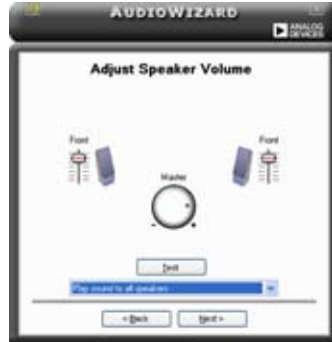 AUDIOWIZARD
ANALOG
DEVICES
Adjust Speaker Volume
Front
Front
Master
- +
Test
Play sound to all speakers
< Back
Next >